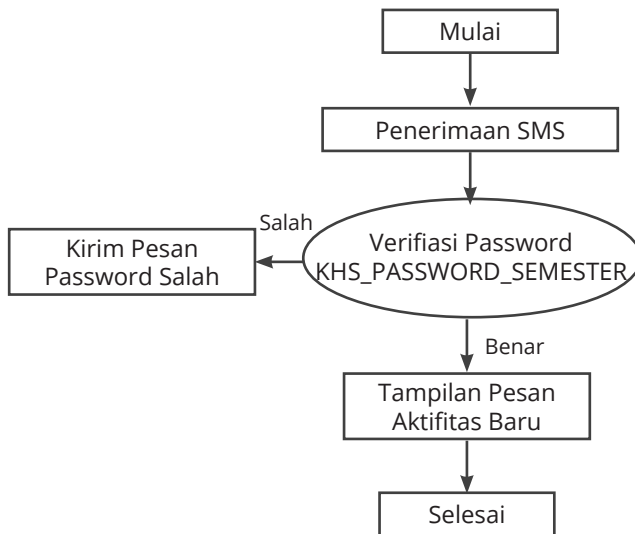 Mulai
Penerimaan SMS
Salah
Kirim Pesan
Password Salah
Verifiasi Password
KHS_PASSWORD_SEMESTER
Benar
Tampilan Pesan
Aktifitas Baru
Selesai